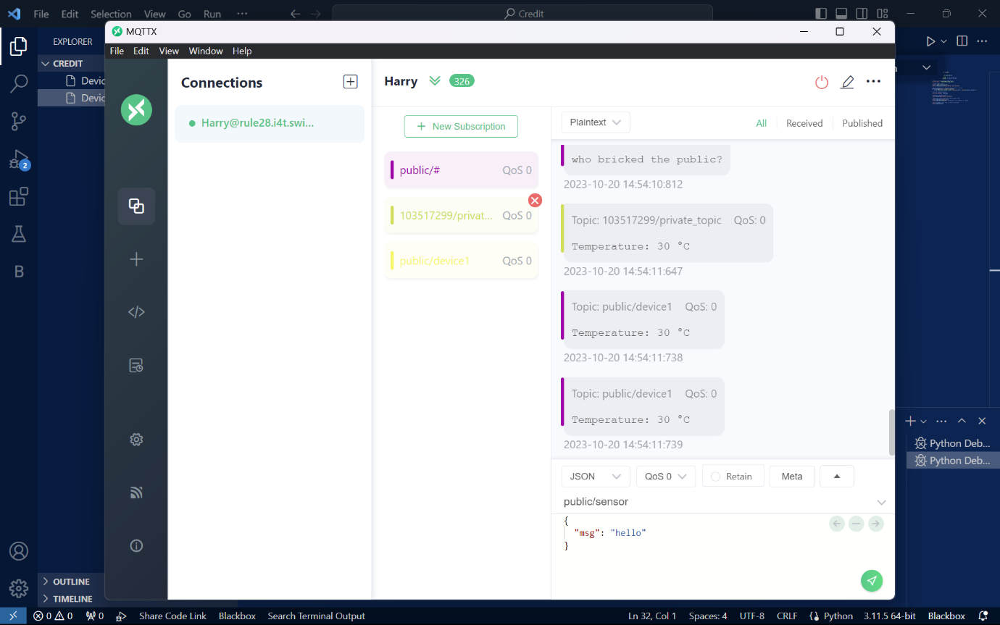 File Edit Selection View Go Run ··· Credit
MQTTX
File Edit View Window Help
EXPLORER
CREDIT
OUTLINE
TIMELINE
2
B
Connections
Harry@rule28.i4t.swi...
Harry 326
+ New Subscription
public/# QoS 0
103517299/privat... QoS 0
public/device1 QoS 0
Plaintext All Received Published
who bricked the public?
2023-10-20 14:54:10:812
Topic: 103517299/private_topic QoS: 0
Temperature: 30 °C
2023-10-20 14:54:11:647
Topic: public/device1 QoS: 0
Temperature: 30 °C
2023-10-20 14:54:11:738
Topic: public/device1 QoS: 0
Temperature: 30 °C
2023-10-20 14:54:11:739
JSON QoS 0 Retain Meta
public/sensor
{
"msg": "hello"
}
Python Deb...
Python Deb...
0 0 0 Share Code Link Blackbox Search Terminal Output Ln 32, Col 1 Spaces: 4 UTF-8 CRLF {} Python 3.11.5 64-bit Blackbox